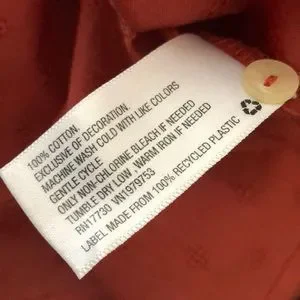 100% COTTON.
EXCLUSIVE OF DECORATION.
MACHINE WASH COLD WITH LIKE COLORS
GENTLE CYCLE
ONLY NON-CHLORINE BLEACH IF NEEDED
TUMBLE DRY LOW , WARM IRON IF NEEDED
RN17730 VN1979753
LABEL MADE FROM 100% RECYCLED PLASTIC